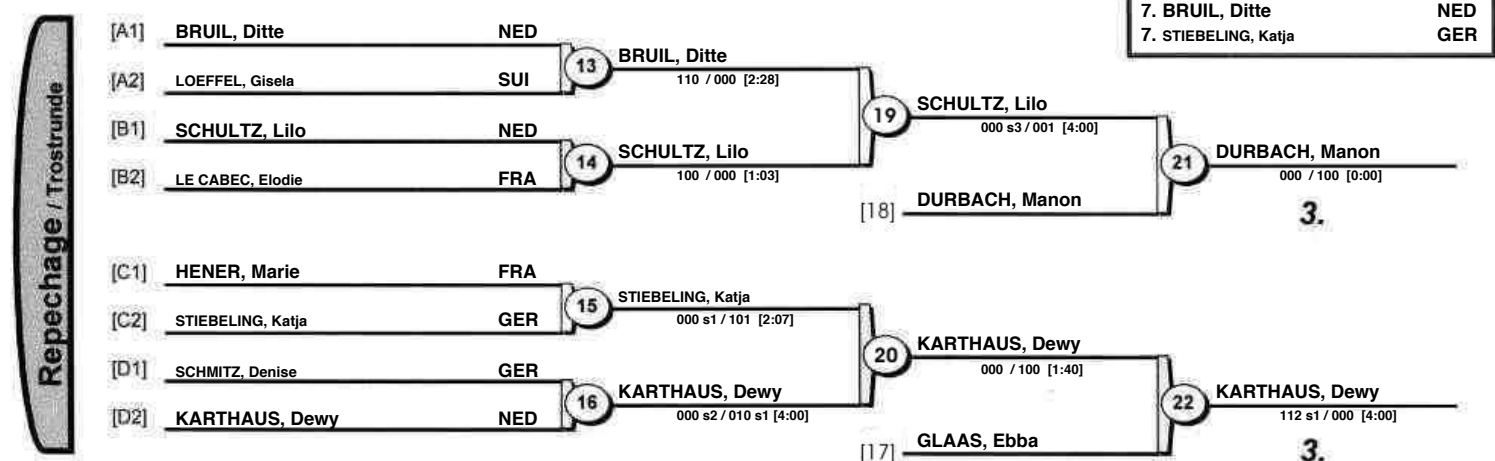 7. BRUIL, Ditte NED
7. STIEBELING, Katja GER
Repechage / Trostrunde
[A1] BRUIL, Ditte NED
13 BRUIL, Ditte
110 / 000 [2:28]
[A2] LOEFFEL, Gisela SUI
19 SCHULTZ, Lilo
000 s3 / 001 [4:00]
[B1] SCHULTZ, Lilo NED
14 SCHULTZ, Lilo
100 / 000 [1:03]
21 DURBACH, Manon
000 / 100 [0:00]
[B2] LE CABEC, Elodie FRA
[18] DURBACH, Manon
3.
[C1] HENER, Marie FRA
15 STIEBELING, Katja
000 s1 / 101 [2:07]
[C2] STIEBELING, Katja GER
20 KARTHAUS, Dewy
000 / 100 [1:40]
[D1] SCHMITZ, Denise GER
16 KARTHAUS, Dewy
000 s2 / 010 s1 [4:00]
22 KARTHAUS, Dewy
112 s1 / 000 [4:00]
[D2] KARTHAUS, Dewy NED
[17] GLAAS, Ebba
3.